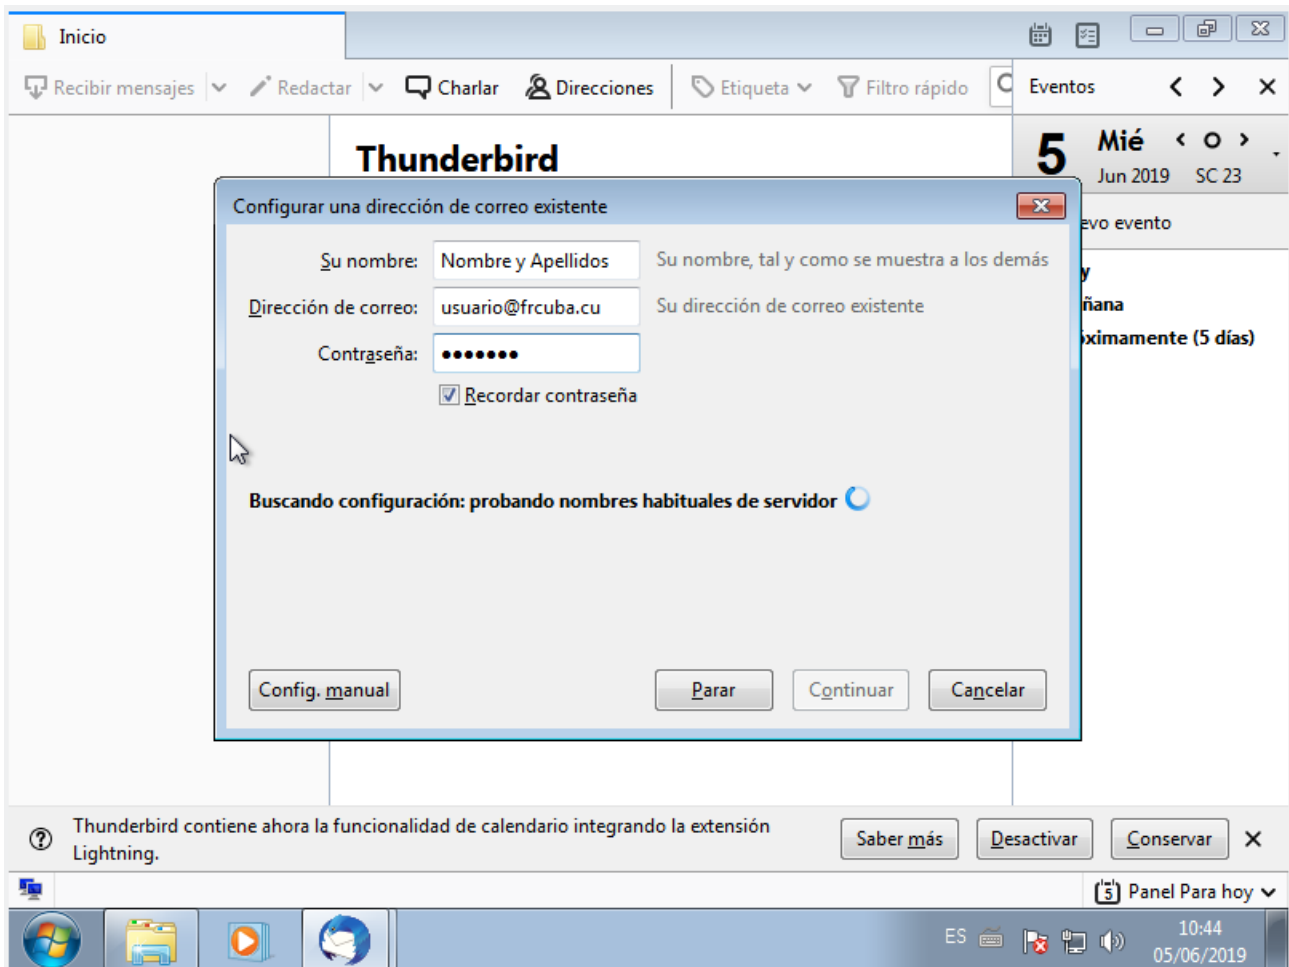 Inicio
Recibir mensajes
Redactar
Charlar
Direcciones
Etiqueta
Filtro rápido
Eventos
Thunderbird
5
Mié
Jun 2019 SC 23
Configurar una dirección de correo existente
Su nombre: Nombre y Apellidos Su nombre, tal y como se muestra a los demás
Dirección de correo: usuario@frcuba.cu Su dirección de correo existente
Contraseña: •••••••
Recordar contraseña
evo evento
y
ñana
óximamente (5 días)
Buscando configuración: probando nombres habituales de servidor
Config. manual
Parar
Continuar
Cancelar
Thunderbird contiene ahora la funcionalidad de calendario integrando la extensión
Lightning.
Saber más
Desactivar
Conservar
5 Panel Para hoy
ES
10:44
05/06/2019